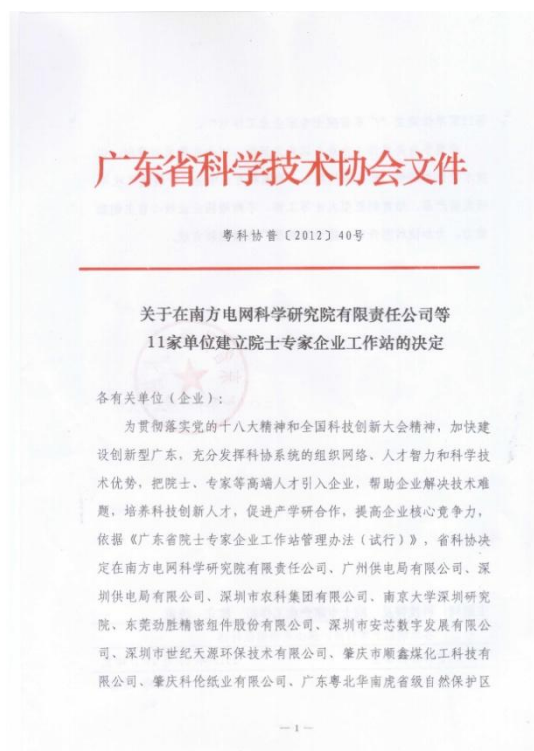 广东省科学技术协会文件
粤科协普〔2012〕40号
关于在南方电网科学研究院有限责任公司等
11家单位建立院士专家企业工作站的决定
各有关单位（企业）：
为贯彻落实党的十八大精神和全国科技创新大会精神，加快建
设创新型广东，充分发挥科协系统的组织网络、人才智力和科学技
术优势，把院士、专家等高端人才引入企业，帮助企业解决技术难
题，培养科技创新人才，促进产学研合作，提高企业核心竞争力，
依据《广东省院士专家企业工作站管理办法（试行）》，省科协决
定在南方电网科学研究院有限责任公司、广州供电局有限公司、深
圳供电局有限公司、深圳市农科集团有限公司、南京大学深圳研究
院、东莞劲胜精密组件股份有限公司、深圳市安芯数字发展有限公
司、深圳市世纪天源环保技术有限公司、肇庆市顺鑫煤化工科技有
限公司、肇庆科伦纸业有限公司、广东粤北华南虎省级自然保护区
— 1 —